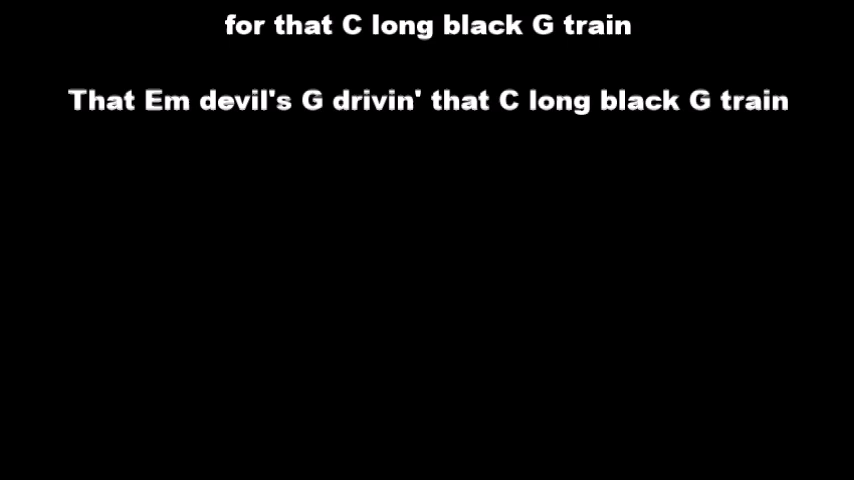 for that C long black G train
That Em devil's G drivin' that C long black G train